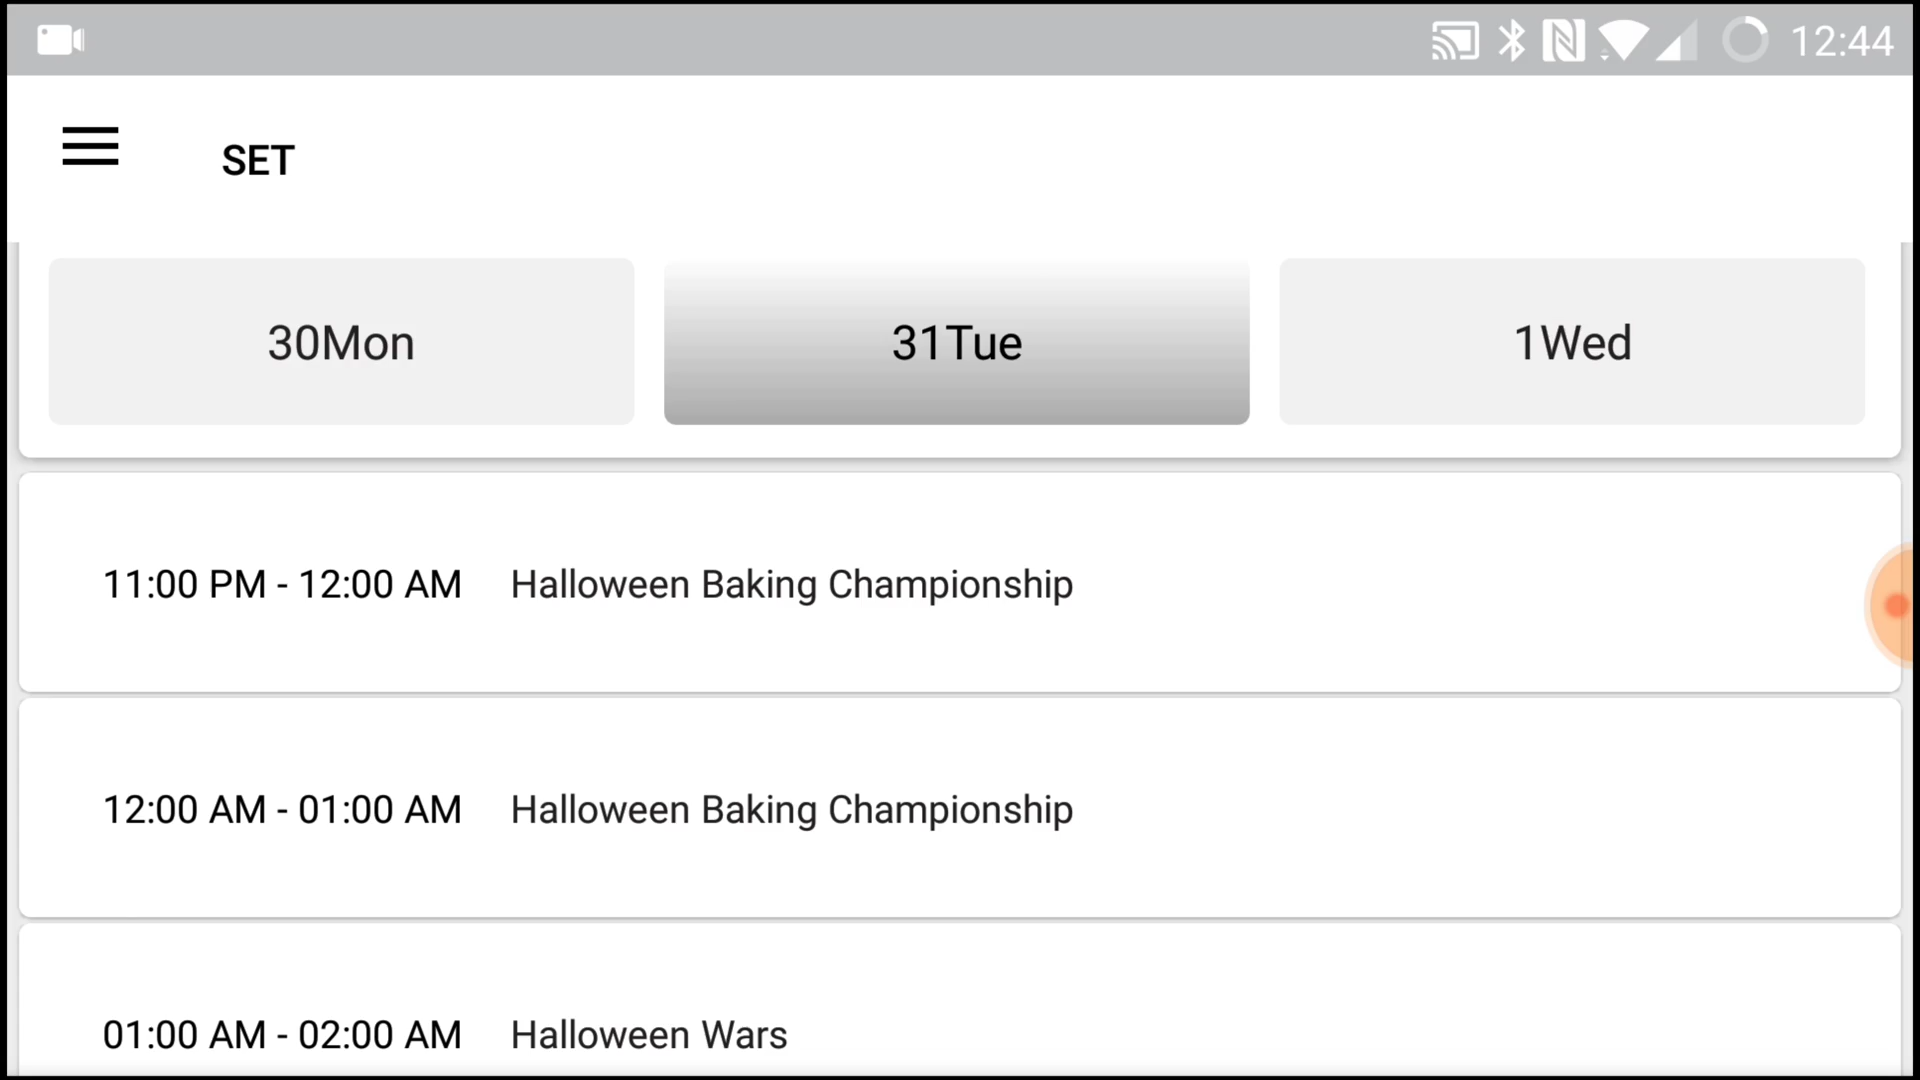 12:44
SET
30Mon
31Tue
1Wed
11:00 PM - 12:00 AM Halloween Baking Championship
12:00 AM - 01:00 AM Halloween Baking Championship
01:00 AM - 02:00 AM Halloween Wars